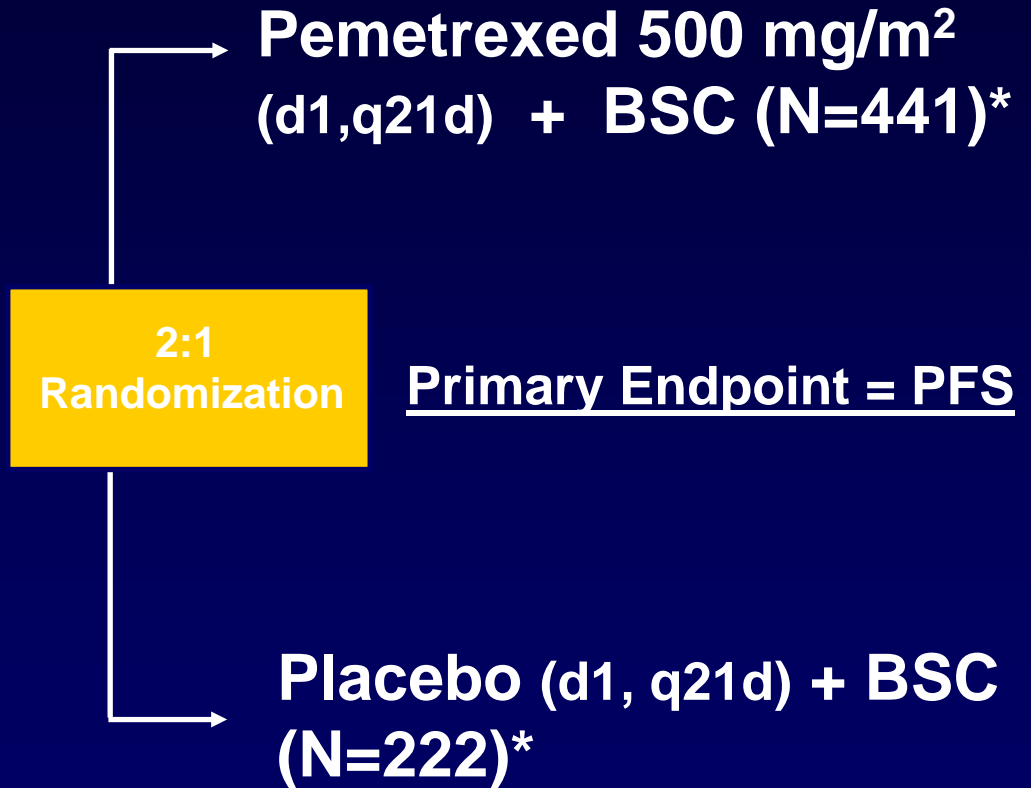 Pemetrexed 500 mg/m²
(d1,q21d) + BSC (N=441)*
2:1
Randomization
Primary Endpoint = PFS
Placebo (d1, q21d) + BSC
(N=222)*